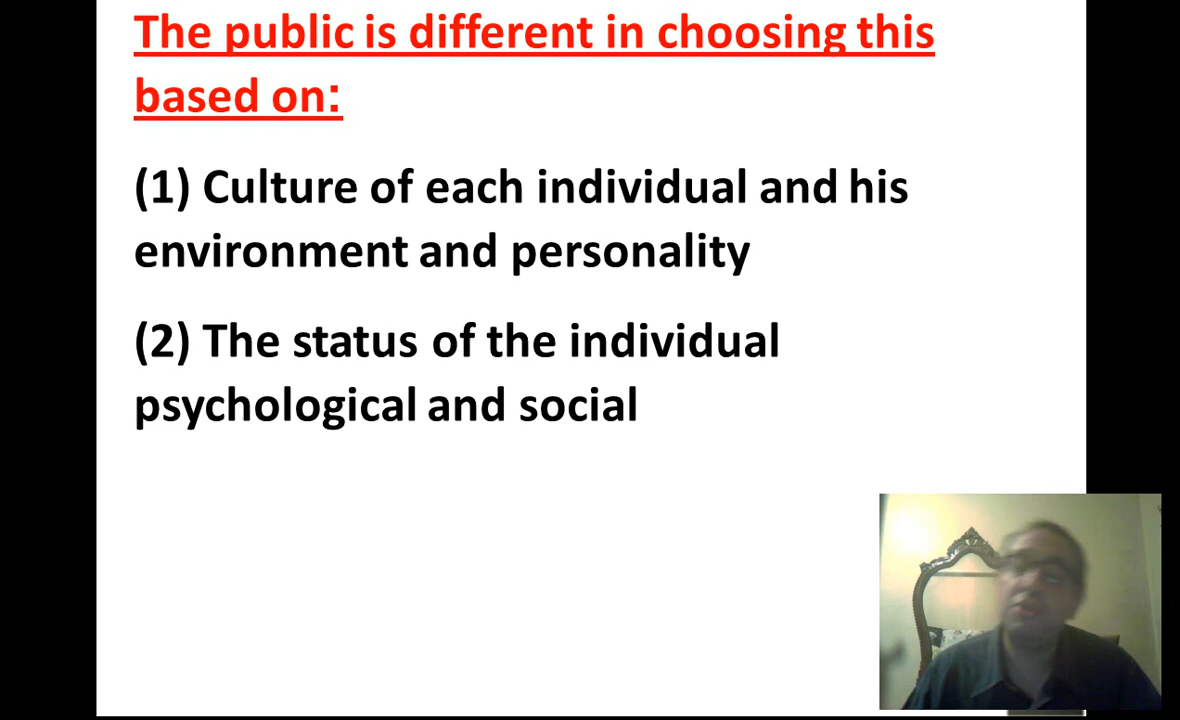 The public is different in choosing this
based on:
(1) Culture of each individual and his
environment and personality
(2) The status of the individual
psychological and social